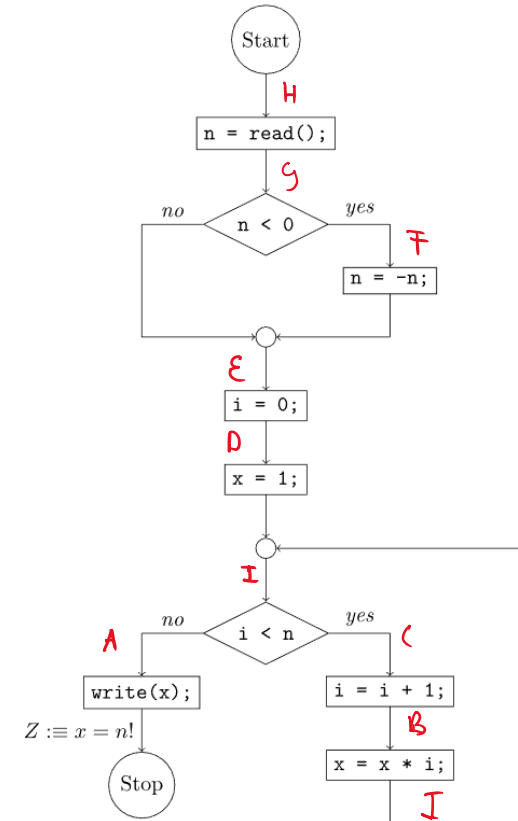 Start
H
n = read();
G
no
n < 0
yes
F
n = -n;
E
i = 0;
D
x = 1;
I
no
i < n
yes
A
C
write(x);
i = i + 1;
Z :≡ x = n!
B
x = x * i;
Stop
I